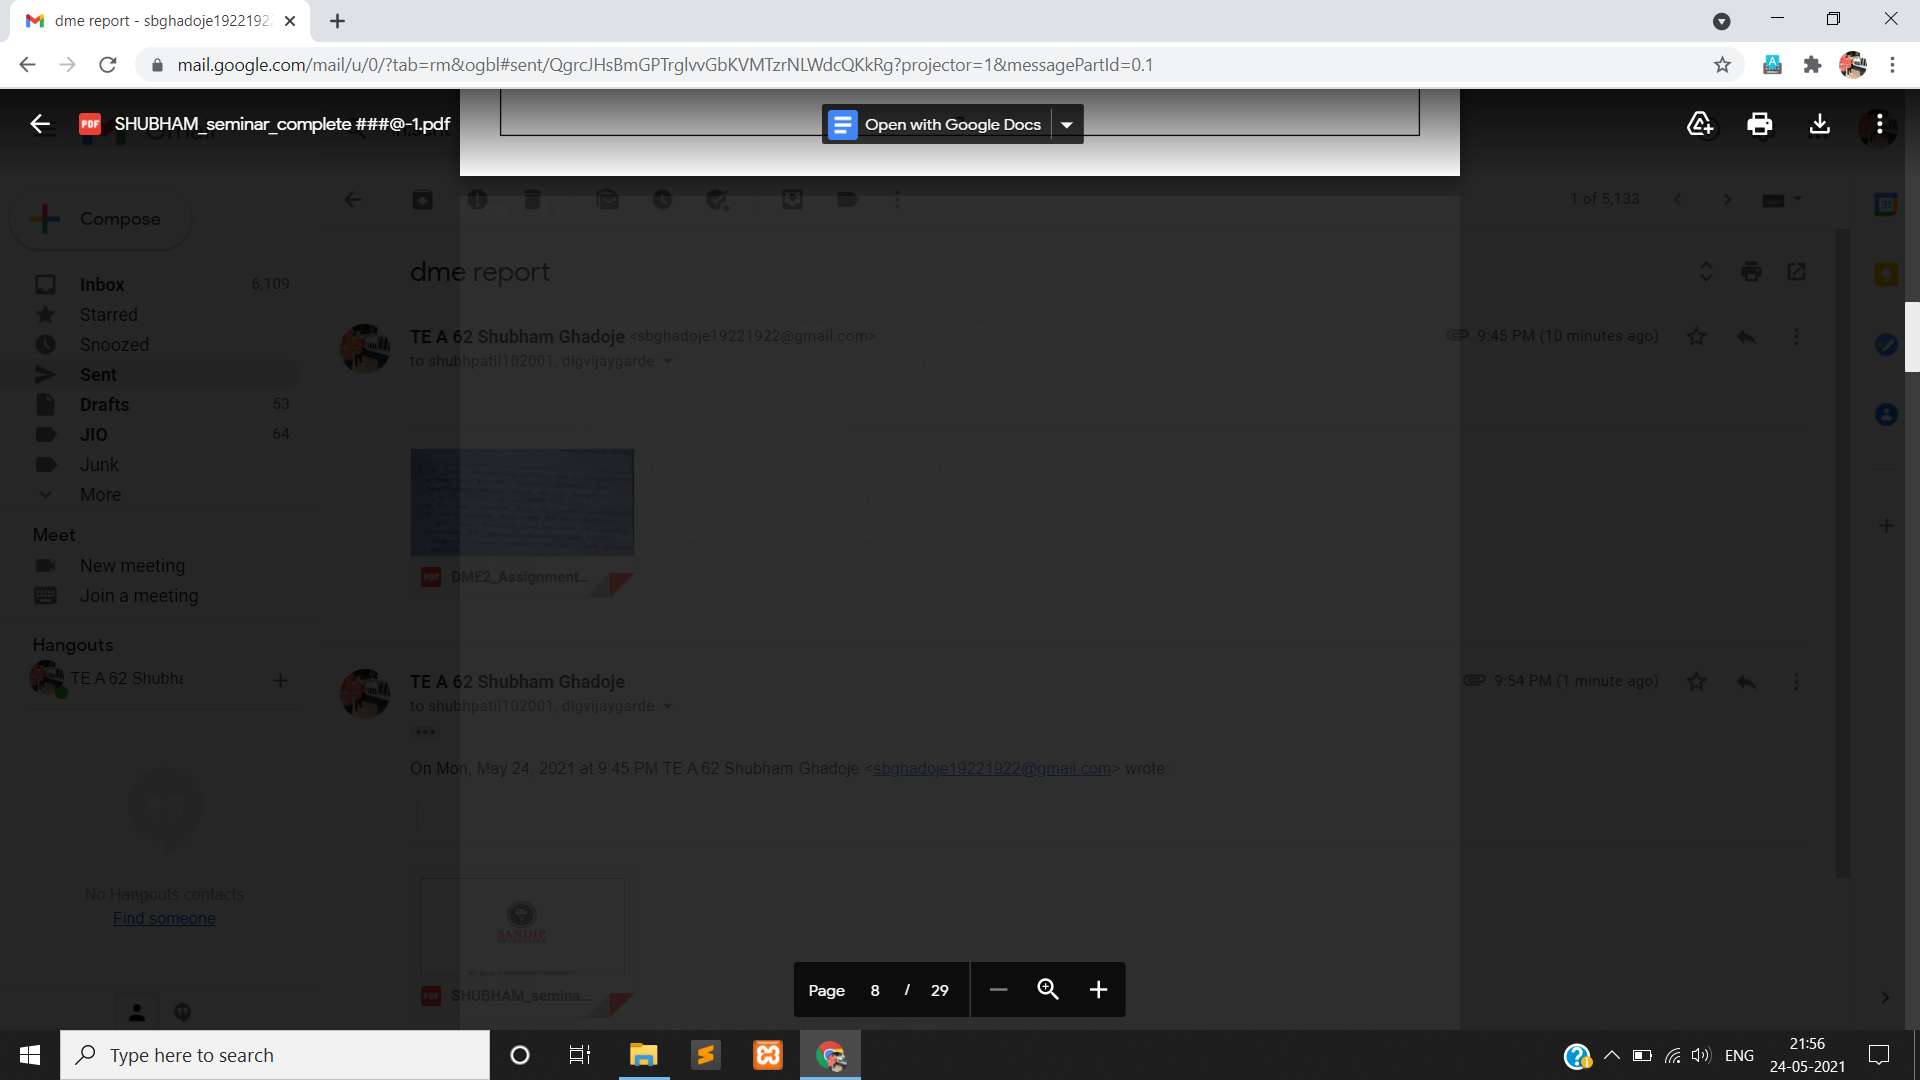 dme report - sbghadoje1922192
mail.google.com/mail/u/0/?tab=rm&ogbl#sent/QgrcJHsBmGPTrglvvGbKVMTzrNLWdcQKkRg?projector=1&messagePartId=0.1
SHUBHAM_seminar_complete ###@-1.pdf
Open with Google Docs
Compose
1 of 5,133
dme report
Inbox 6,109
Starred
Snoozed
Sent
Drafts 53
JIO 64
Junk
More
TE A 62 Shubham Ghadoje <sbghadoje19221922@gmail.com>
9:45 PM (10 minutes ago)
to shubhpatil102001, digvijaygarde
DME2_Assignment...
Meet
New meeting
Join a meeting
Hangouts
TE A 62 Shubha
No Hangouts contacts
Find someone
TE A 62 Shubham Ghadoje
9:54 PM (1 minute ago)
to shubhpatil102001, digvijaygarde
On Mon, May 24, 2021 at 9:45 PM TE A 62 Shubham Ghadoje <sbghadoje19221922@gmail.com> wrote:
SANDIP
SHUBHAM_semina...
Page 8 / 29
Type here to search
ENG
21:56
24-05-2021